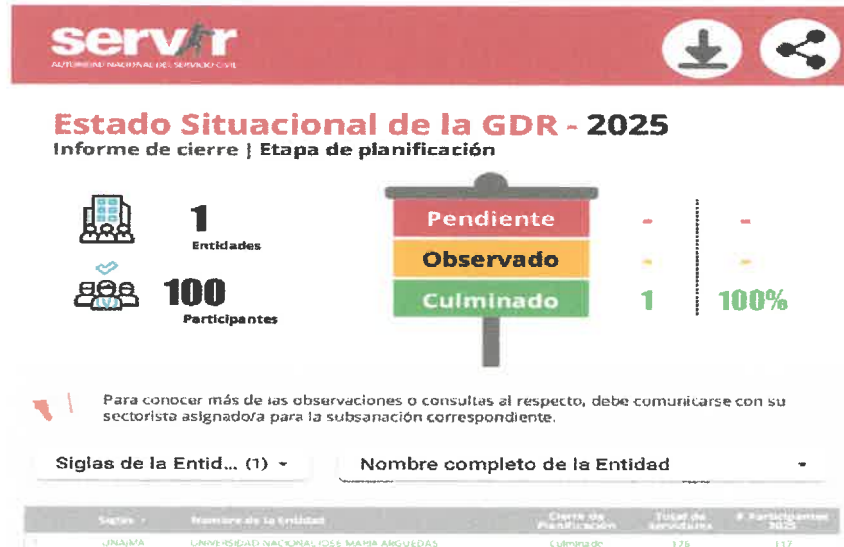 servir
AUTORIDAD NACIONAL DEL SERVICIO CIVIL
Estado Situacional de la GDR - 2025
Informe de cierre | Etapa de planificación
1
Entidades
100
Participantes
Pendiente - -
Observado - -
Culminado 1 100%
Para conocer más de las observaciones o consultas al respecto, debe comunicarse con su
sectorista asignado/a para la subsanación correspondiente.
Siglas de la Entid... (1)
Nombre completo de la Entidad
Siglas Nombre de la Entidad Cierre de Planificación Total de servidores # Participantes 2025
UNAJMA UNIVERSIDAD NACIONAL JOSE MARIA ARGUEDAS Culminado 176